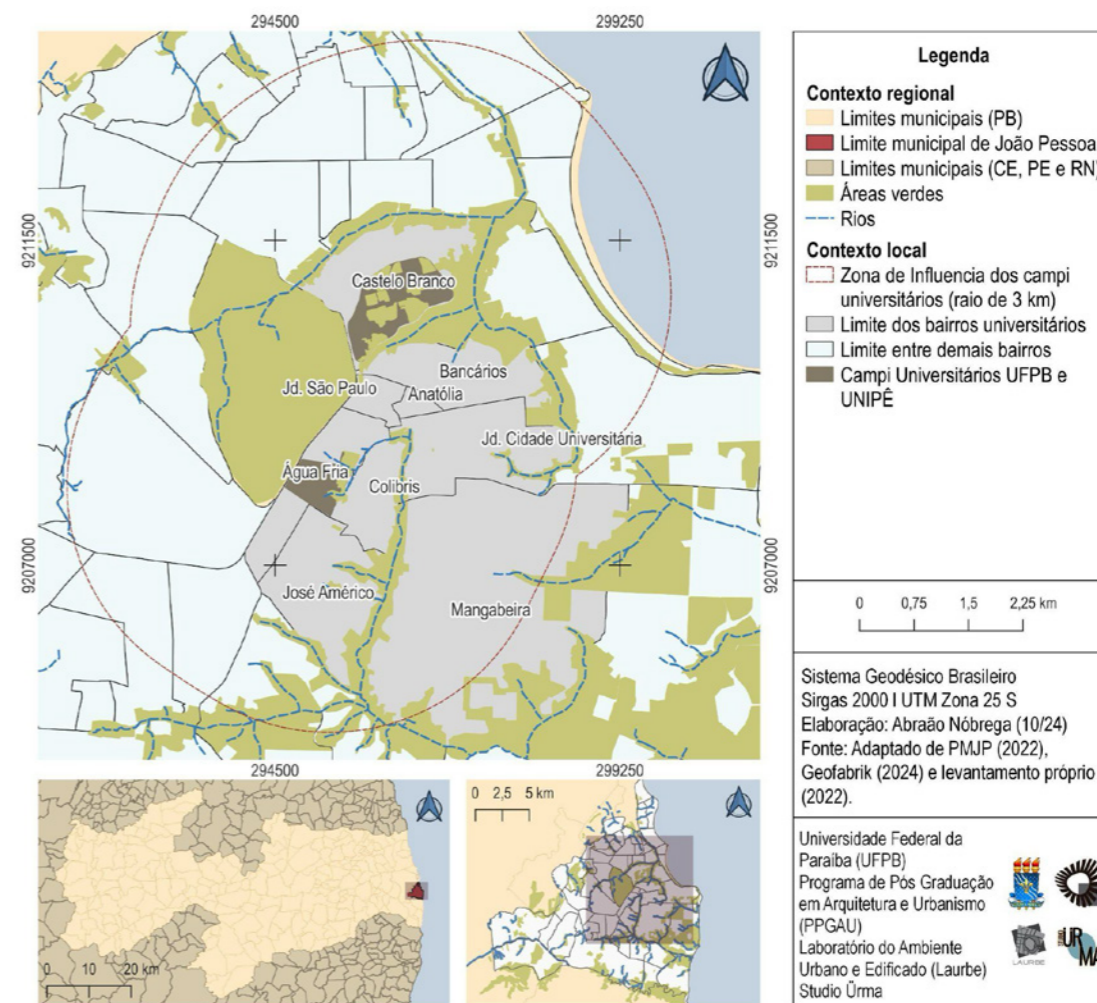 294500
299250
9211500
9211500
Castelo Branco
Bancários
Jd. São Paulo
Anatólia
Jd. Cidade Universitária
Água Fria
Colibris
9207000
9207000
José Américo
Mangabeira
294500
299250
0 10 20 km
0 2,5 5 km
Legenda
Contexto regional
Limites municipais (PB)
Limite municipal de João Pessoa
Limites municipais (CE, PE e RN)
Áreas verdes
Rios
Contexto local
Zona de Influencia dos campi
universitários (raio de 3 km)
Limite dos bairros universitários
Limite entre demais bairros
Campi Universitários UFPB e
UNIPÊ
0 0,75 1,5 2,25 km
Sistema Geodésico Brasileiro
Sirgas 2000 I UTM Zona 25 S
Elaboração: Abraão Nóbrega (10/24)
Fonte: Adaptado de PMJP (2022),
Geofabrik (2024) e levantamento próprio
(2022).
Universidade Federal da
Paraíba (UFPB)
Programa de Pós Graduação
em Arquitetura e Urbanismo
(PPGAU)
Laboratório do Ambiente
Urbano e Edificado (Laurbe)
Studio Ürma
LAURBE